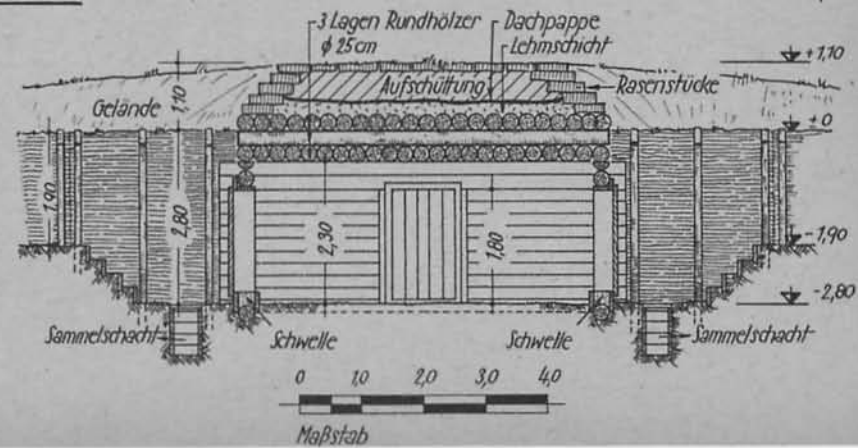 3 Lagen Rundhölzer
φ 25cm
Dachpappe
Lehmschicht
+1,10
Aufschüttung
Rasenstücke
Gelände
1,10
±0
1,90
2,80
2,30
1,80
-1,90
-2,80
Sammelschacht
Schwelle
Schwelle
Sammelschacht
0 1,0 2,0 3,0 4,0
Maßstab